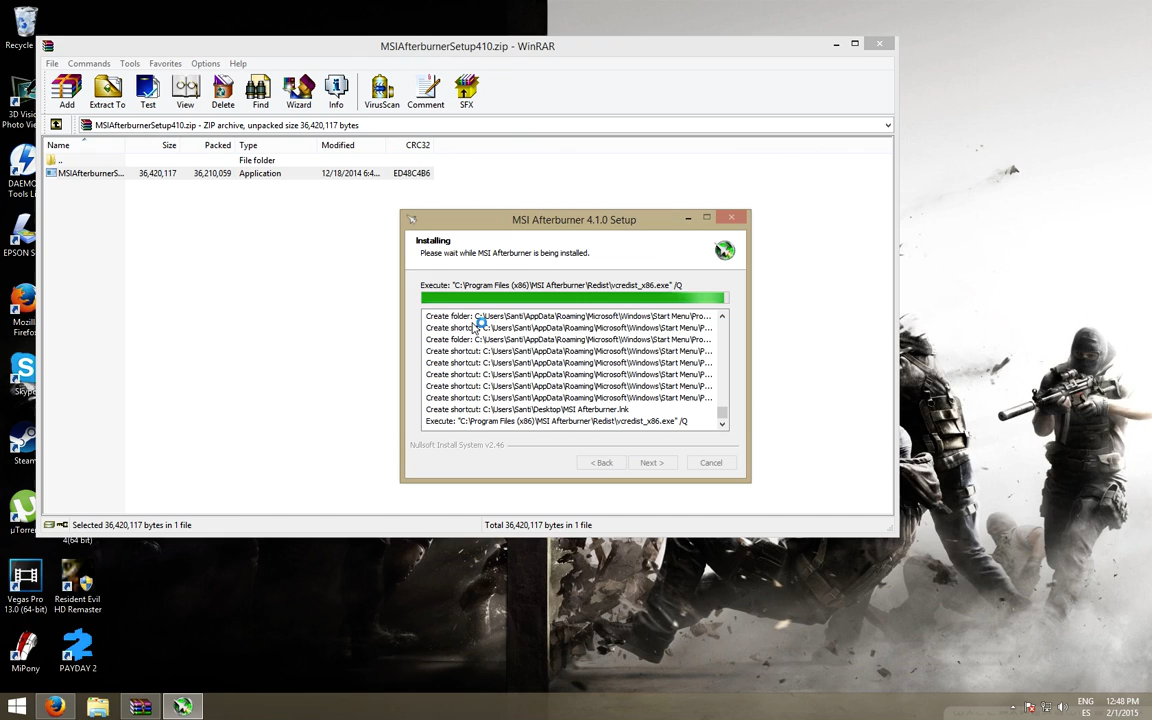 Recycle
MSIAfterburnerSetup410.zip - WinRAR
File Commands Tools Favorites Options Help
Add Extract To Test View Delete Find Wizard Info VirusScan Comment SFX
MSIAfterburnerSetup410.zip - ZIP archive, unpacked size 36,420,117 bytes
Name Size Packed Type Modified CRC32
.. File folder
MSIAfterburnerS... 36,420,117 36,210,059 Application 12/18/2014 6:4... ED48C4B6
3D Vision
Photo View
DAEMO
Tools Li
EPSON S
Mozill
Firefo
Skype
Steam
µTorren
4(64 bit)
Vegas Pro
13.0 (64-bit)
Resident Evil
HD Remaster
MiPony
PAYDAY 2
MSI Afterburner 4.1.0 Setup
Installing
Please wait while MSI Afterburner is being installed.
Execute: "C:\Program Files (x86)\MSI Afterburner\Redist\vcredist_x86.exe" /Q
Create folder: C:\Users\Santi\AppData\Roaming\Microsoft\Windows\Start Menu\Pro...
Create shortc C:\Users\Santi\AppData\Roaming\Microsoft\Windows\Start Menu\P...
Create folder: C:\Users\Santi\AppData\Roaming\Microsoft\Windows\Start Menu\Pro...
Create shortcut: C:\Users\Santi\AppData\Roaming\Microsoft\Windows\Start Menu\P...
Create shortcut: C:\Users\Santi\AppData\Roaming\Microsoft\Windows\Start Menu\P...
Create shortcut: C:\Users\Santi\AppData\Roaming\Microsoft\Windows\Start Menu\P...
Create shortcut: C:\Users\Santi\AppData\Roaming\Microsoft\Windows\Start Menu\P...
Create shortcut: C:\Users\Santi\AppData\Roaming\Microsoft\Windows\Start Menu\P...
Create shortcut: C:\Users\Santi\Desktop\MSI Afterburner.lnk
Execute: "C:\Program Files (x86)\MSI Afterburner\Redist\vcredist_x86.exe" /Q
Nullsoft Install System v2.46
< Back Next > Cancel
Selected 36,420,117 bytes in 1 file Total 36,420,117 bytes in 1 file
ENG 12:48 PM
ES 2/1/2015